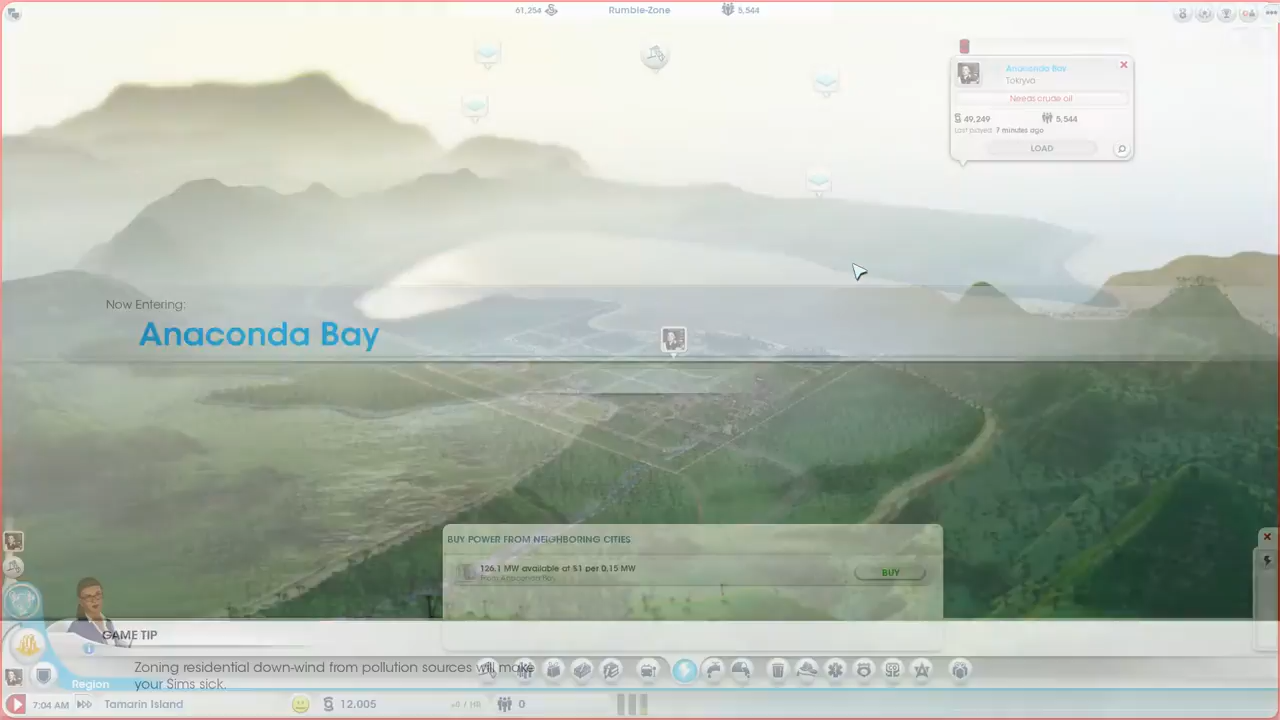 61,254
Rumble-Zone
5,544
Anaconda Bay
Tokryva
Needs crude oil
49,249
5,544
Last played: 7 minutes ago
LOAD
Now Entering:
Anaconda Bay
BUY POWER FROM NEIGHBORING CITIES
126.1 MW available at $1 per 0.15 MW
BUY
GAME TIP
Zoning residential down-wind from pollution sources will make
your Sims sick.
Region
7:04 AM
Tamarin Island
12,005
0